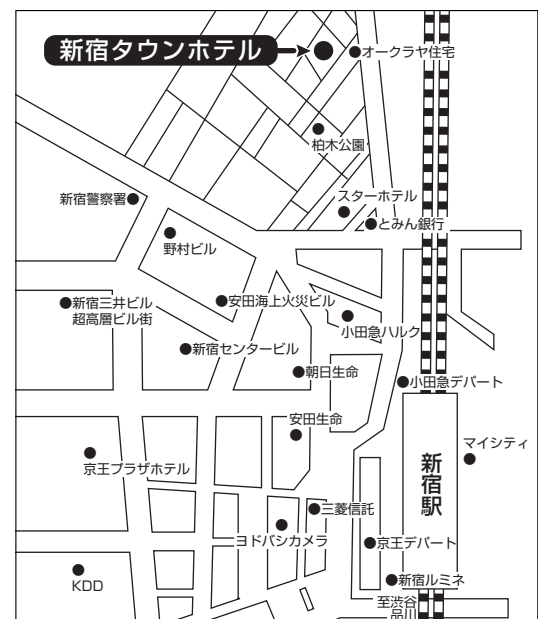 新宿タウンホテル
オークラヤ住宅
柏木公園
新宿警察署
スターホテル
とみん銀行
野村ビル
新宿三井ビル
超高層ビル街
安田海上火災ビル
小田急ハルク
新宿センタービル
朝日生命
小田急デパート
安田生命
マイシティ
京王プラザホテル
新宿駅
三菱信託
ヨドバシカメラ
京王デパート
KDD
新宿ルミネ
至渋谷
品川